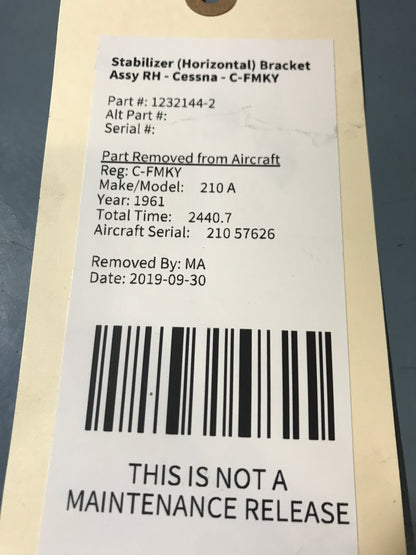 Stabilizer (Horizontal) Bracket
Assy RH - Cessna - C-FMKY
Part #: 1232144-2
Alt Part #:
Serial #:
Part Removed from Aircraft
Reg: C-FMKY
Make/Model: 210 A
Year: 1961
Total Time: 2440.7
Aircraft Serial: 210 57626
Removed By: MA
Date: 2019-09-30
THIS IS NOT A
MAINTENANCE RELEASE